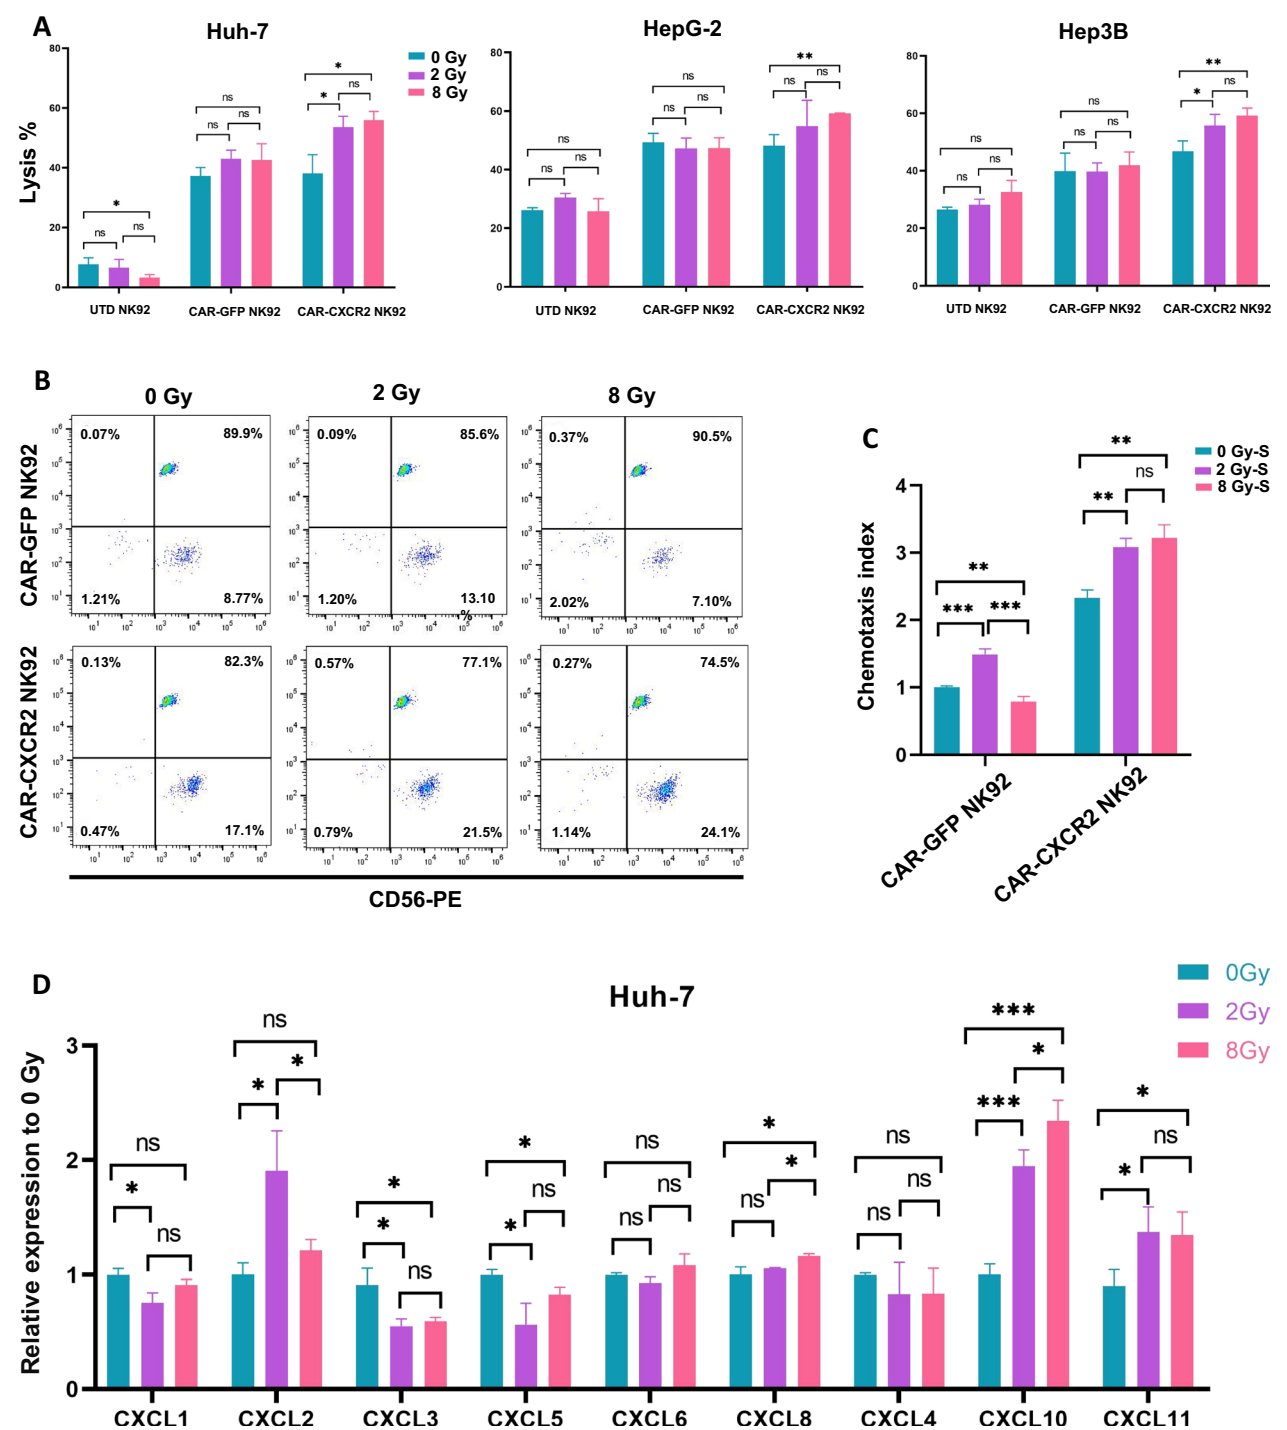 A
Huh-7
HepG-2
Hep3B
0 Gy
2 Gy
8 Gy
Lysis %
80
60
40
20
0
ns
ns
*
ns
ns
ns
*
ns
*
UTD NK92
CAR-GFP NK92
CAR-CXCR2 NK92
80
60
40
20
0
ns
ns
ns
ns
ns
ns
ns
ns
**
UTD NK92
CAR-GFP NK92
CAR-CXCR2 NK92
80
60
40
20
0
ns
ns
ns
ns
ns
ns
*
ns
**
UTD NK92
CAR-GFP NK92
CAR-CXCR2 NK92
B
0 Gy
2 Gy
8 Gy
CAR-GFP NK92
0.07%
89.9%
1.21%
8.77%
0.09%
85.6%
1.20%
13.10
%
0.37%
90.5%
2.02%
7.10%
CAR-CXCR2 NK92
0.13%
82.3%
0.47%
17.1%
0.57%
77.1%
0.79%
21.5%
0.27%
74.5%
1.14%
24.1%
CD56-PE
C
0 Gy-S
2 Gy-S
8 Gy-S
Chemotaxis index
4
3
2
1
0
**
***
***
**
**
ns
CAR-GFP NK92
CAR-CXCR2 NK92
D
Huh-7
0Gy
2Gy
8Gy
Relative expression to 0 Gy
3
2
1
0
ns
*
ns
ns
*
*
*
*
ns
*
*
ns
ns
ns
ns
*
ns
*
ns
ns
ns
***
***
*
*
*
ns
CXCL1
CXCL2
CXCL3
CXCL5
CXCL6
CXCL8
CXCL4
CXCL10
CXCL11